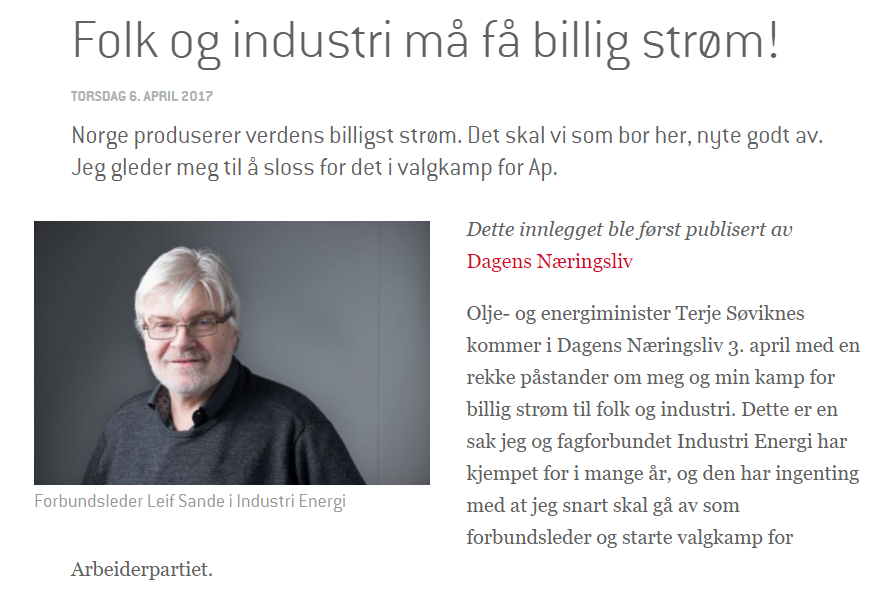 Folk og industri må få billig strøm!
TORSDAG 6. APRIL 2017
Norge produserer verdens billigst strøm. Det skal vi som bor her, nyte godt av.
Jeg gleder meg til å sloss for det i valgkamp for Ap.
Forbundsleder Leif Sande i Industri Energi
Dette innlegget ble først publisert av
Dagens Næringsliv
Olje- og energiminister Terje Søviknes
kommer i Dagens Næringsliv 3. april med en
rekke påstander om meg og min kamp for
billig strøm til folk og industri. Dette er en
sak jeg og fagforbundet Industri Energi har
kjempet for i mange år, og den har ingenting
med at jeg snart skal gå av som
forbundsleder og starte valgkamp for
Arbeiderpartiet.